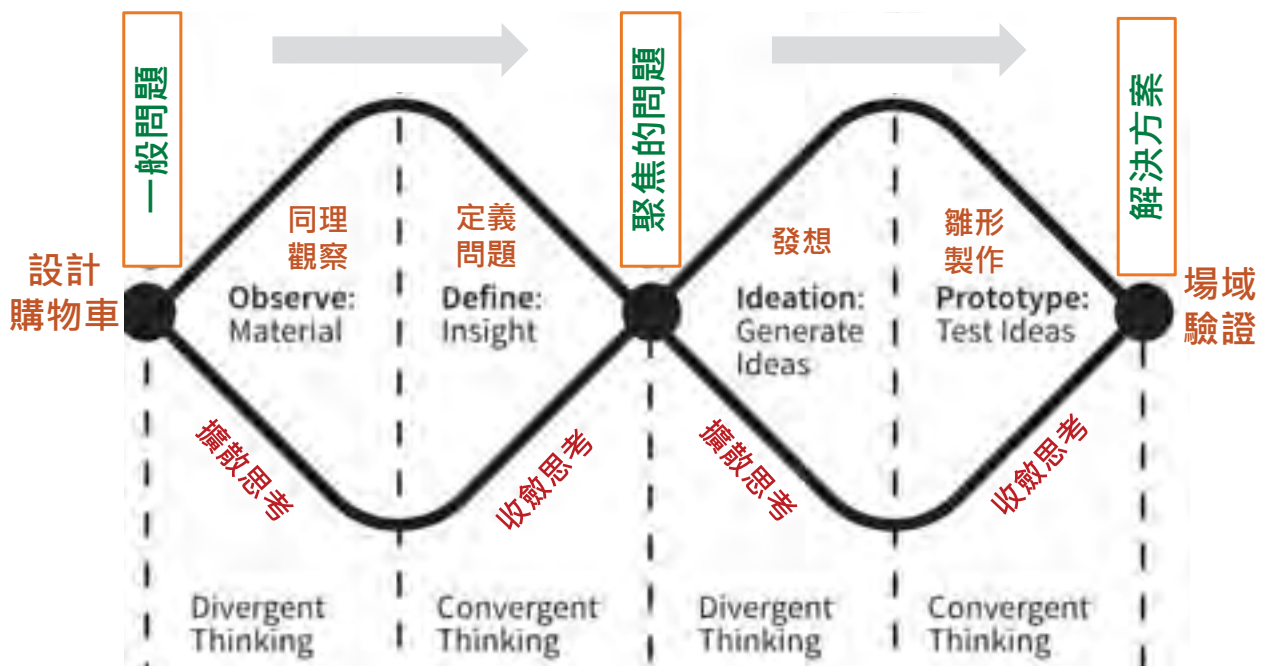 一般問題
聚焦的問題
解決方案
設計
購物車
同理
觀察
Observe:
Material
定義
問題
Define:
Insight
發想
Ideation:
Generate
Ideas
雛形
製作
Prototype:
Test Ideas
場域
驗證
擴散思考
收斂思考
擴散思考
收斂思考
Divergent
Thinking
Convergent
Thinking
Divergent
Thinking
Convergent
Thinking